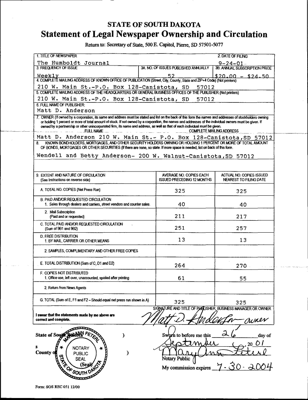 STATE OF SOUTH DAKOTA
Statement of Legal Newspaper Ownership and Circulation
Return to: Secretary of State, 500 E. Capitol, Pierre, SD 57501-5077
1. TITLE OF NEWSPAPER
2. DATE OF FILING
The Humboldt Journal
9-24-01
3. FREQUENCY OF ISSUE
3A. NO. OF ISSUES PUBLISHED ANNUALLY
3B. ANNUAL SUBSCRIPTION PRICE
Weekly
52
$20.00 - $24.50
4. COMPLETE MAILING ADDRESS OF KNOWN OFFICE OF PUBLICATION (Street, City, County, State and ZIP+4 Code) (Not printers)
210 W. Main St.-P.O. Box 128-Canistota, SD 57012
5. COMPLETE MAILING ADDRESS OF THE HEADQUARTERS OR GENERAL BUSINESS OFFICES OF THE PUBLISHER (Not printers)
210 W. Main St.-P.O. Box 128-Canistota, SD 57012
6. FULL NAME OF PUBLISHER
Matt D. Anderson
7. OWNER (If owned by a corporation, its name and address must be stated and list on the back of this form the names and addresses of stockholders owning
or holding 1 percent or more of total amount of stock. If not owned by a corporation, the names and addresses of the individual owners must be given. If
owned by a partnership or other unincorporated firm, its name and address, as well as that of each individual must be given.
FULL NAME
COMPLETE MAILING ADDRESS
Matt D. Anderson 210 W. Main St.- P.O. Box 128-Canistota,SD 57012
8. KNOWN BONDHOLDERS, MORTGAGEES, AND OTHER SECURITY HOLDERS OWNING OR HOLDING 1 PERCENT OR MORE OF TOTAL AMOUNT
OF BONDS, MORTGAGES OR OTHER SECURITIES (If there are none, so state. If more space is needed, list on back of this form.
Wendell and Betty Anderson- 200 W. Walnut-Canistota,SD 57012
9. EXTENT AND NATURE OF CIRCULATION
(See instructions on reverse side)
AVERAGE NO. COPIES EACH
ISSUED PRECEDING 12 MONTHS
ACTUAL NO. COPIES ISSUED
NEAREST TO FILING DATE
A. TOTAL NO. COPIES (Net Press Run)
325
325
B. PAID AND/OR REQUESTED CIRCULATION
1. Sales through dealers and carriers, street vendors and counter sales
40
40
2. Mail Subscription
(Paid and or requested)
211
217
C. TOTAL PAID AND/OR REQUESTED CIRCULATION
(Sum of 9B1 and 9B2)
251
257
D. FREE DISTRIBUTION
1. BY MAIL, CARRIER OR OTHER MEANS
13
13
2. SAMPLES, COMPLIMENTARY AND OTHER FREE COPIES
E. TOTAL DISTRIBUTION (Sum of C, D1 and D2)
264
270
F. COPIES NOT DISTRIBUTED
1. Office use, left over, unaccounted, spoiled after printing
61
55
2. Return from News Agents
G. TOTAL (Sum of E, F1 and F2 - Should equal net press run shown in A)
325
325
I swear that the statements made by me above are
correct and complete.
SIGNATURE AND TITLE OF PUBLISHER, BUSINESS MANAGER OR OWNER
Matt D. Anderson owner
State of South
County of
NOTARY
PUBLIC
SEAL
SOUTH DAKOTA
Sworn to before me this 26 day of
September, 2001
Mary Ann
Notary Public
My commission expires 7-30-2004
Form: SOS REC 051 12/99